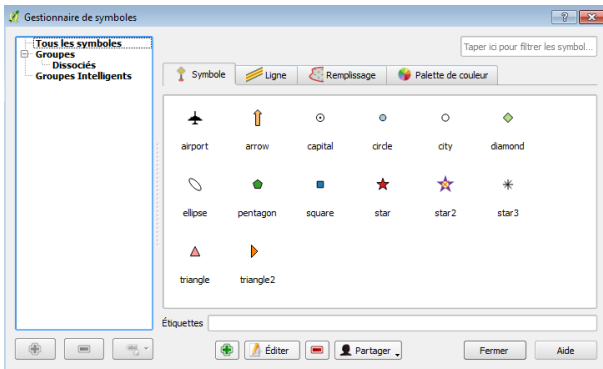 Gestionnaire de symboles
Taper ici pour filtrer les symbol...
Tous les symboles
Groupes
Dissociés
Groupes Intelligents
Symbole Ligne Remplissage Palette de couleur
airport arrow capital circle city diamond
ellipse pentagon square star star2 star3
triangle triangle2
Étiquettes
Éditer Partager Fermer Aide